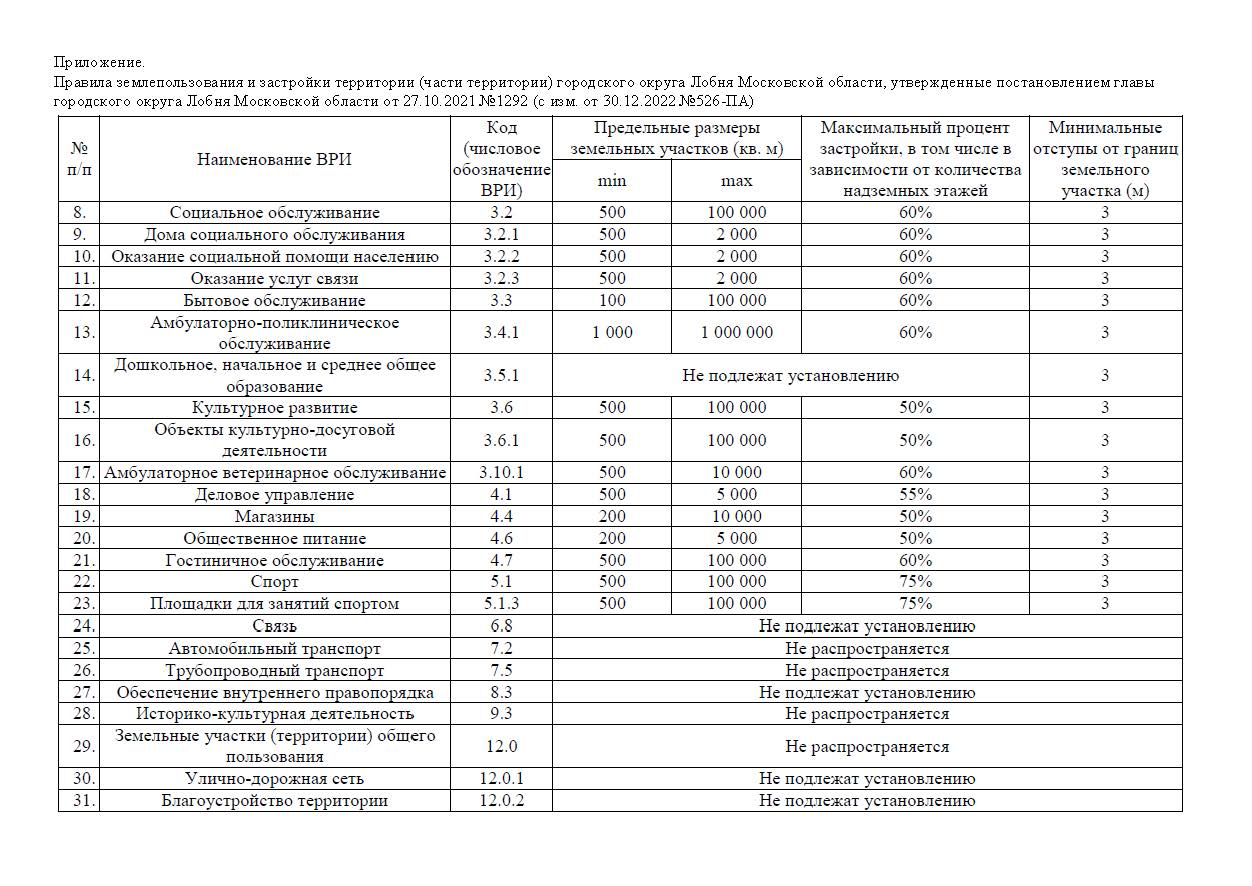 Приложение.
Правила землепользования и застройки территории (части территории) городского округа Лобня Московской области, утвержденные постановлением главы
городского округа Лобня Московской области от 27.10.2021 №1292 (с изм. от 30.12.2022 №526-ПА)
№ п/п Наименование ВРИ Код (числовое обозначение ВРИ) Предельные размеры земельных участков (кв. м) min max Максимальный процент застройки, в том числе в зависимости от количества надземных этажей Минимальные отступы от границ земельного участка (м)
8. Социальное обслуживание 3.2 500 100 000 60% 3
9. Дома социального обслуживания 3.2.1 500 2 000 60% 3
10. Оказание социальной помощи населению 3.2.2 500 2 000 60% 3
11. Оказание услуг связи 3.2.3 500 2 000 60% 3
12. Бытовое обслуживание 3.3 100 100 000 60% 3
13. Амбулаторно-поликлиническое обслуживание 3.4.1 1 000 1 000 000 60% 3
14. Дошкольное, начальное и среднее общее образование 3.5.1 Не подлежат установлению 3
15. Культурное развитие 3.6 500 100 000 50% 3
16. Объекты культурно-досуговой деятельности 3.6.1 500 100 000 50% 3
17. Амбулаторное ветеринарное обслуживание 3.10.1 500 10 000 60% 3
18. Деловое управление 4.1 500 5 000 55% 3
19. Магазины 4.4 200 10 000 50% 3
20. Общественное питание 4.6 200 5 000 50% 3
21. Гостиничное обслуживание 4.7 500 100 000 60% 3
22. Спорт 5.1 500 100 000 75% 3
23. Площадки для занятий спортом 5.1.3 500 100 000 75% 3
24. Связь 6.8 Не подлежат установлению
25. Автомобильный транспорт 7.2 Не распространяется
26. Трубопроводный транспорт 7.5 Не распространяется
27. Обеспечение внутреннего правопорядка 8.3 Не подлежат установлению
28. Историко-культурная деятельность 9.3 Не распространяется
29. Земельные участки (территории) общего пользования 12.0 Не распространяется
30. Улично-дорожная сеть 12.0.1 Не подлежат установлению
31. Благоустройство территории 12.0.2 Не подлежат установлению